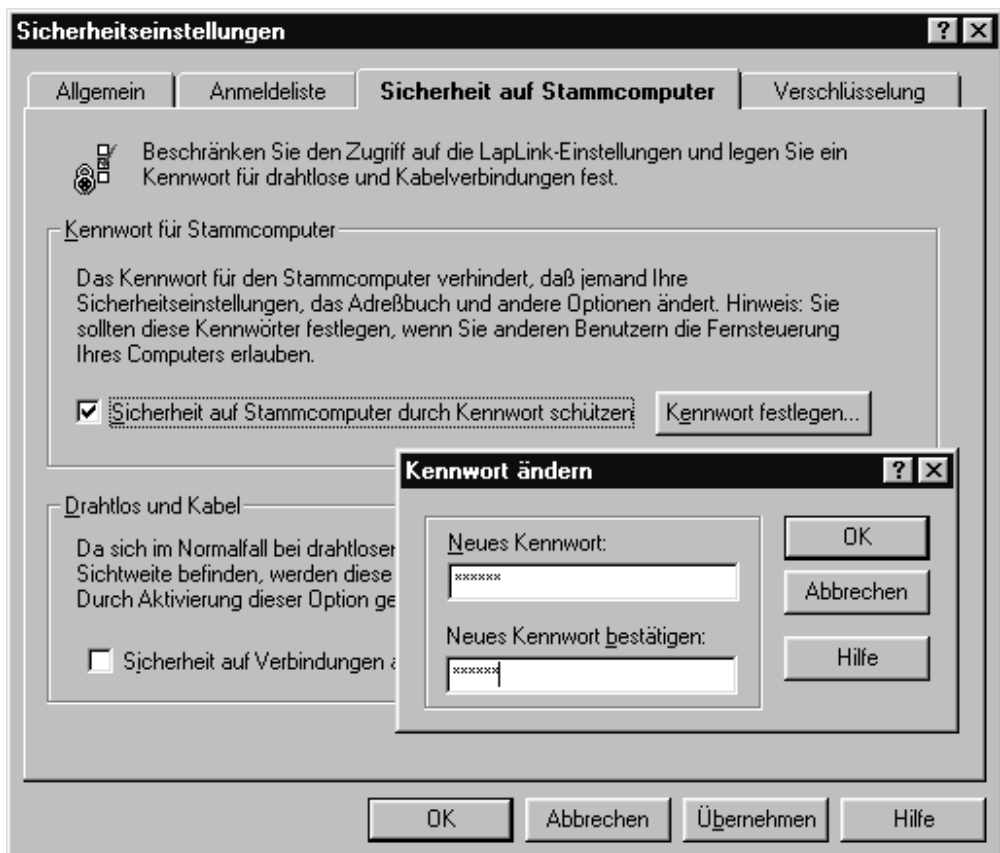 Sicherheitseinstellungen
Allgemein Anmeldeliste Sicherheit auf Stammcomputer Verschlüsselung
Beschränken Sie den Zugriff auf die LapLink-Einstellungen und legen Sie ein
Kennwort für drahtlose und Kabelverbindungen fest.
Kennwort für Stammcomputer
Das Kennwort für den Stammcomputer verhindert, daß jemand Ihre
Sicherheitseinstellungen, das Adreßbuch und andere Optionen ändert. Hinweis: Sie
sollten diese Kennwörter festlegen, wenn Sie anderen Benutzern die Fernsteuerung
Ihres Computers erlauben.
Sicherheit auf Stammcomputer durch Kennwort schützen Kennwort festlegen...
Drahtlos und Kabel
Da sich im Normalfall bei drahtlosen
Sichtweite befinden, werden diese
Durch Aktivierung dieser Option ge
Sicherheit auf Verbindungen a
Kennwort ändern
Neues Kennwort:
******
Neues Kennwort bestätigen:
******
OK
Abbrechen
Hilfe
OK Abbrechen Übernehmen Hilfe